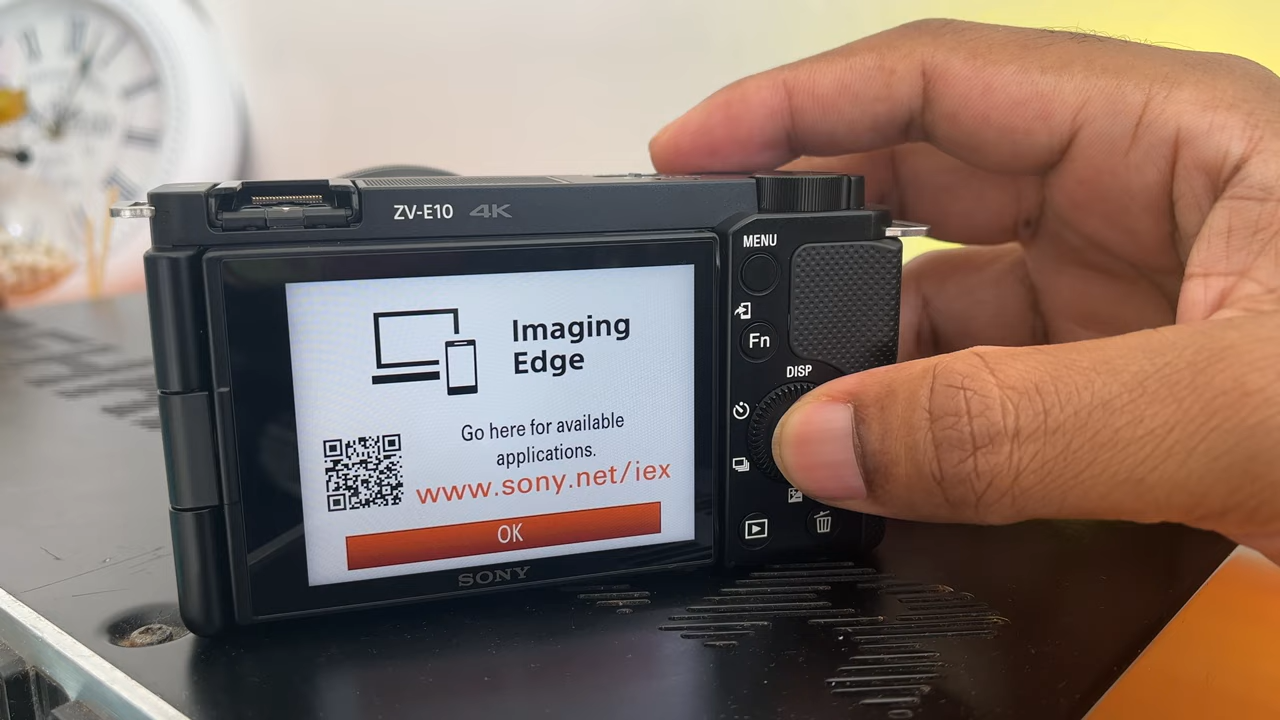 ZV-E10 4K
MENU
Fn
DISP
Imaging
Edge
Go here for available
applications.
www.sony.net/iex
OK
SONY